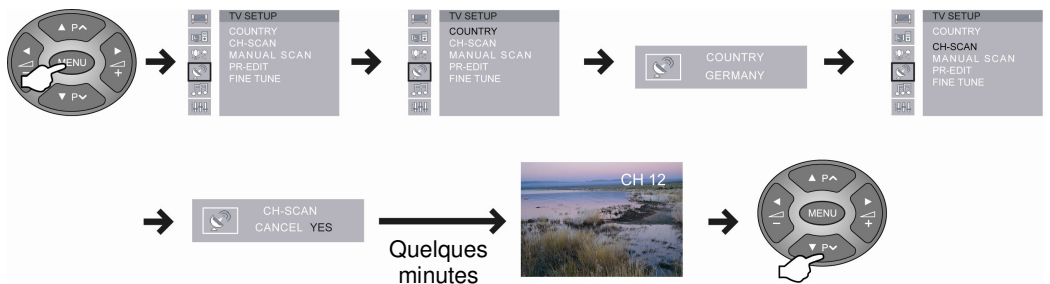 P
MENU
P
TV SETUP
COUNTRY
CH-SCAN
MANUAL SCAN
PR-EDIT
FINE TUNE
TV SETUP
COUNTRY
CH-SCAN
MANUAL SCAN
PR-EDIT
FINE TUNE
COUNTRY
GERMANY
TV SETUP
COUNTRY
CH-SCAN
MANUAL SCAN
PR-EDIT
FINE TUNE
CH-SCAN
CANCEL YES
Quelques
minutes
CH 12
P
MENU
P